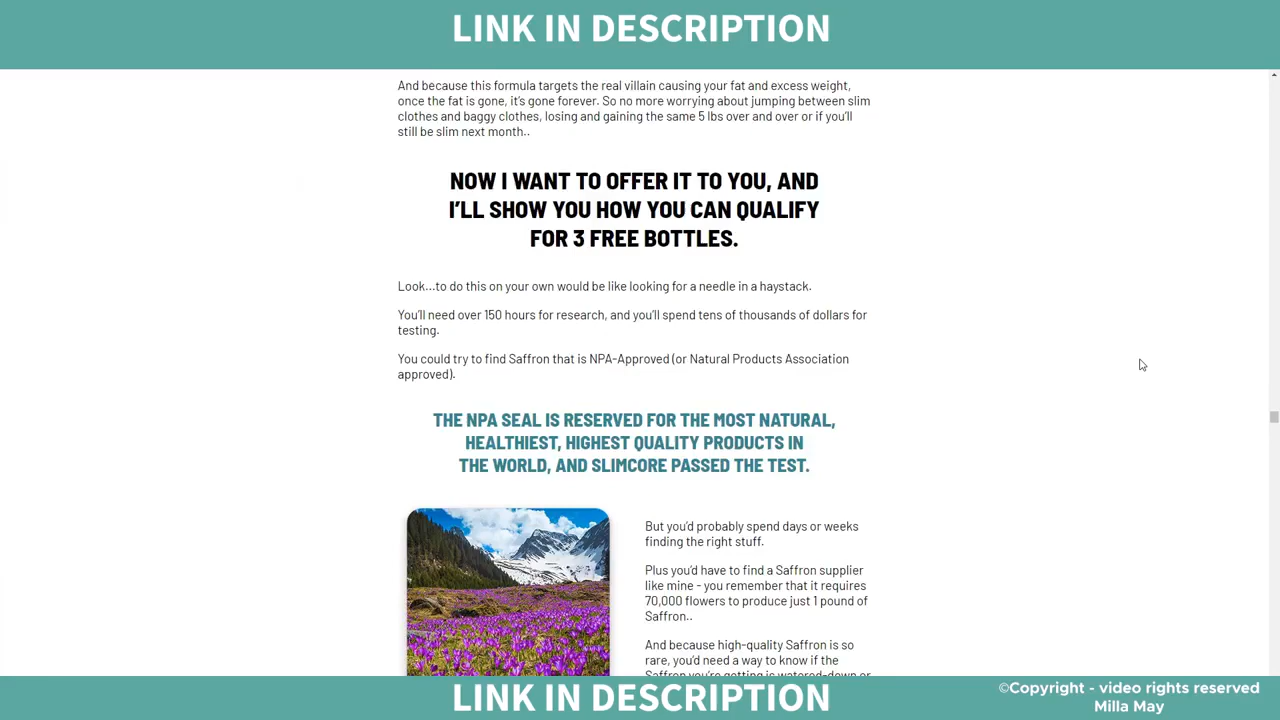 LINK IN DESCRIPTION
And because this formula targets the real villain causing your fat and excess weight,
once the fat is gone, it's gone forever. So no more worrying about jumping between slim
clothes and baggy clothes, losing and gaining the same 5 lbs over and over or if you'll
still be slim next month..
NOW I WANT TO OFFER IT TO YOU, AND
I'LL SHOW YOU HOW YOU CAN QUALIFY
FOR 3 FREE BOTTLES.
Look...to do this on your own would be like looking for a needle in a haystack.
You'll need over 150 hours for research, and you'll spend tens of thousands of dollars for
testing.
You could try to find Saffron that is NPA-Approved (or Natural Products Association
approved).
THE NPA SEAL IS RESERVED FOR THE MOST NATURAL,
HEALTHIEST, HIGHEST QUALITY PRODUCTS IN
THE WORLD, AND SLIMCORE PASSED THE TEST.
But you'd probably spend days or weeks
finding the right stuff.
Plus you'd have to find a Saffron supplier
like mine - you remember that it requires
70,000 flowers to produce just 1 pound of
Saffron..
And because high-quality Saffron is so
rare, you'd need a way to know if the
Saffron you're getting is watered-down or
LINK IN DESCRIPTION
©Copyright - video rights reserved
Milla May